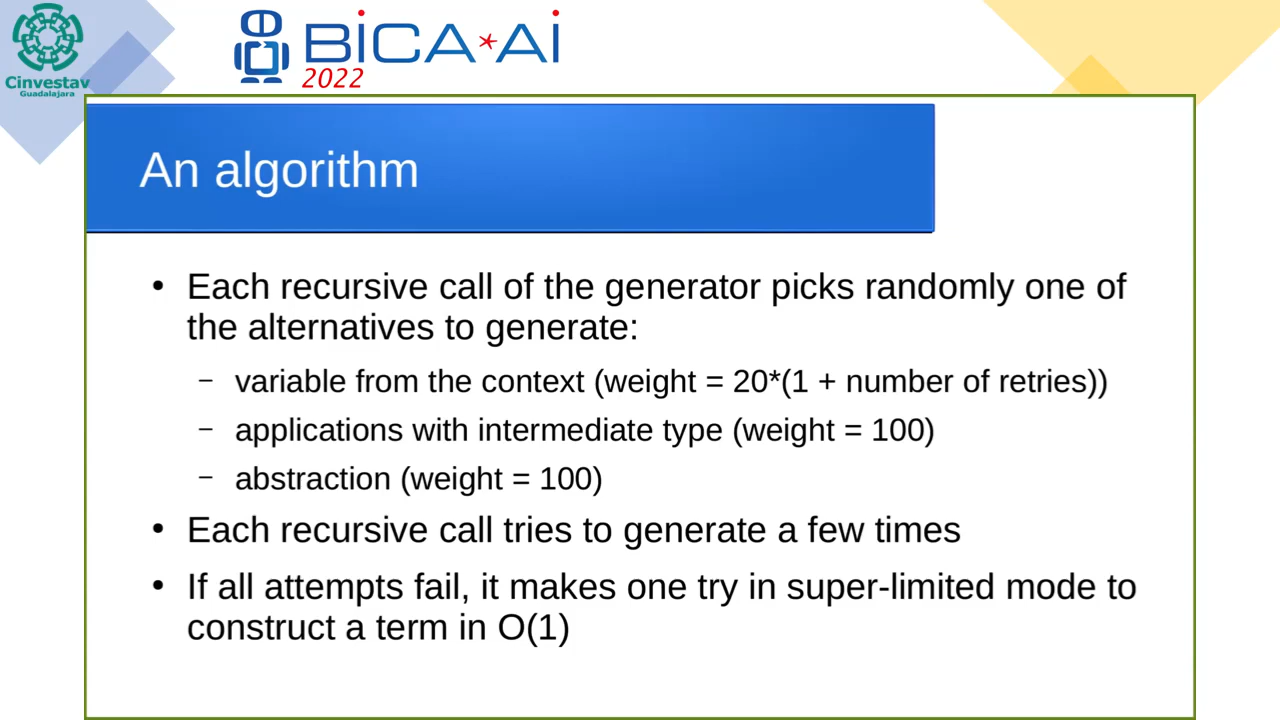 Cinvestav
Guadalajara
BiCA*Ai
2022
An algorithm
• Each recursive call of the generator picks randomly one of
the alternatives to generate:
– variable from the context (weight = 20*(1 + number of retries))
– applications with intermediate type (weight = 100)
– abstraction (weight = 100)
• Each recursive call tries to generate a few times
• If all attempts fail, it makes one try in super-limited mode to
construct a term in O(1)